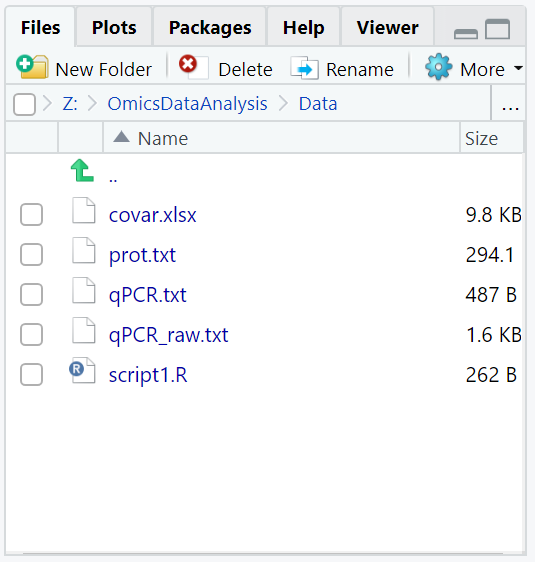 Files Plots Packages Help Viewer
New Folder Delete Rename More
Z: OmicsDataAnalysis Data ...
Name Size
..
covar.xlsx 9.8 KB
prot.txt 294.1
qPCR.txt 487 B
qPCR_raw.txt 1.6 KB
R script1.R 262 B